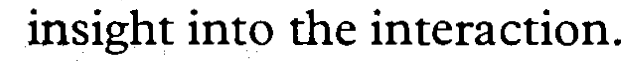 insight into the interaction.